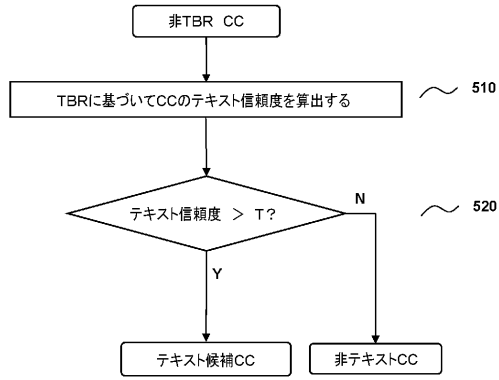 非TBR CC
TBRに基づいてCCのテキスト信頼度を算出する
510
テキスト信頼度 > T?
520
N
Y
テキスト候補CC
非テキストCC